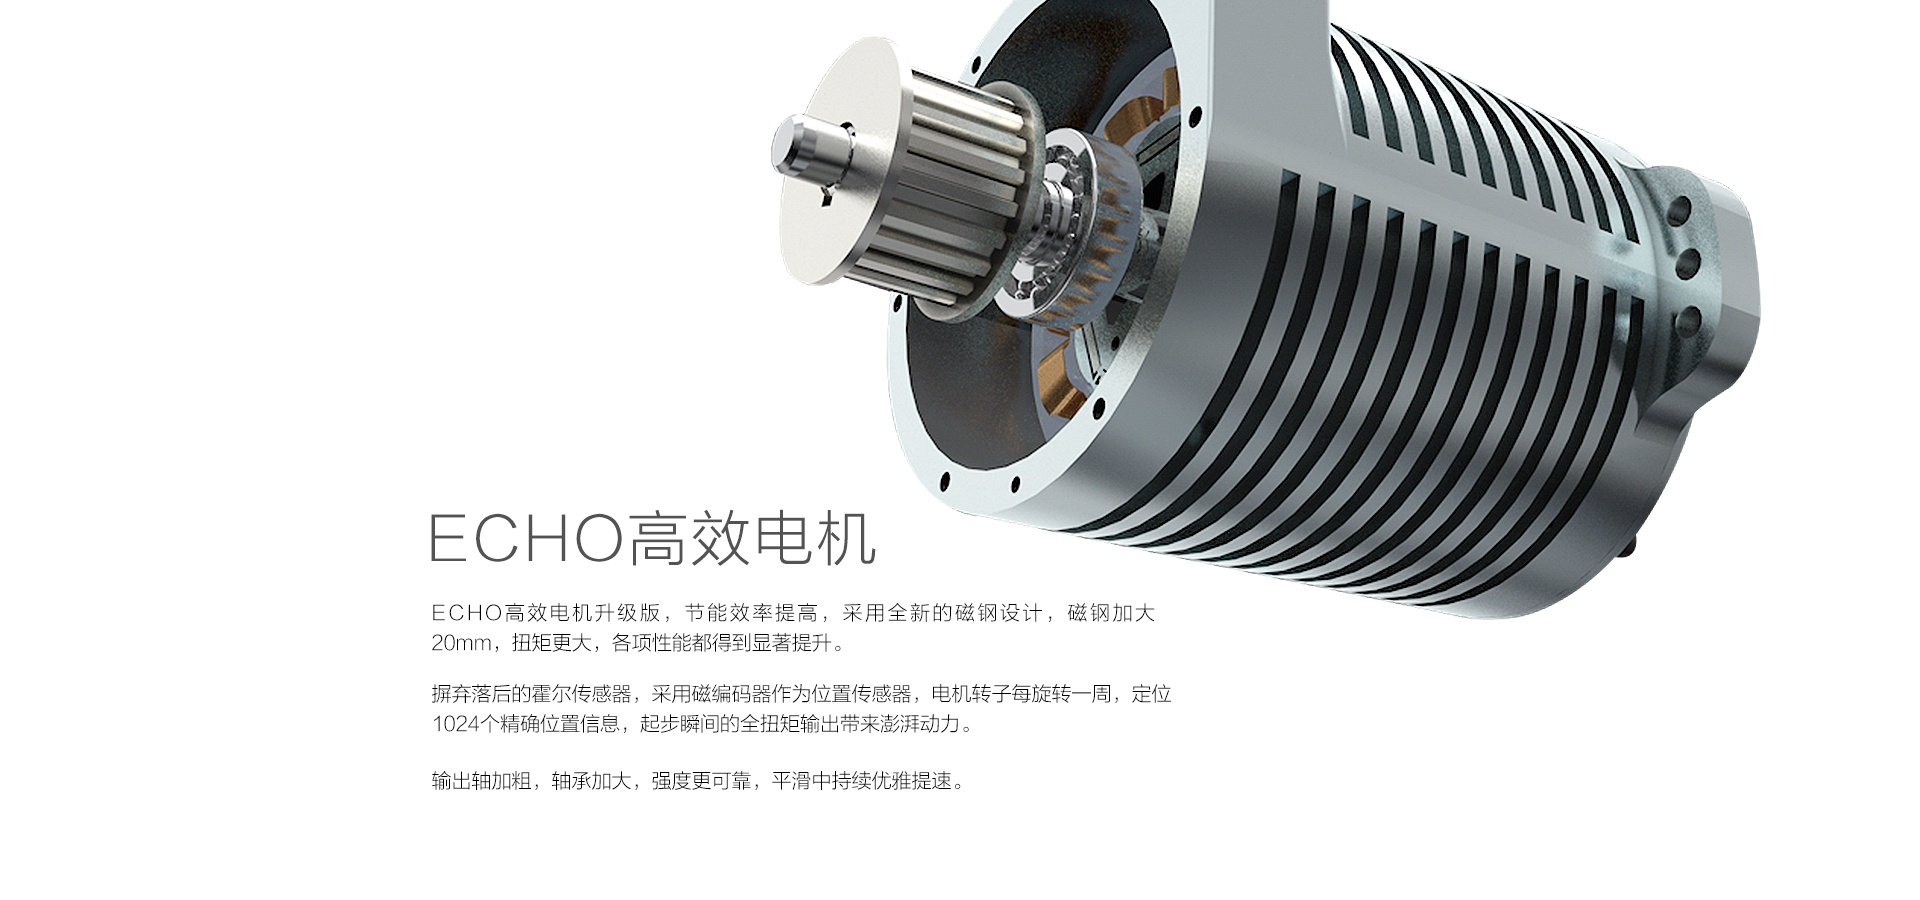 ECHO高效电机
ECHO高效电机升级版，节能效率提高，采用全新的磁钢设计，磁钢加大
20mm，扭矩更大，各项性能都得到显著提升。
摒弃落后的霍尔传感器，采用磁编码器作为位置传感器，电机转子每旋转一周，定位
1024个精确位置信息，起步瞬间的全扭矩输出带来澎湃动力。
输出轴加粗，轴承加大，强度更可靠，平滑中持续优雅提速。